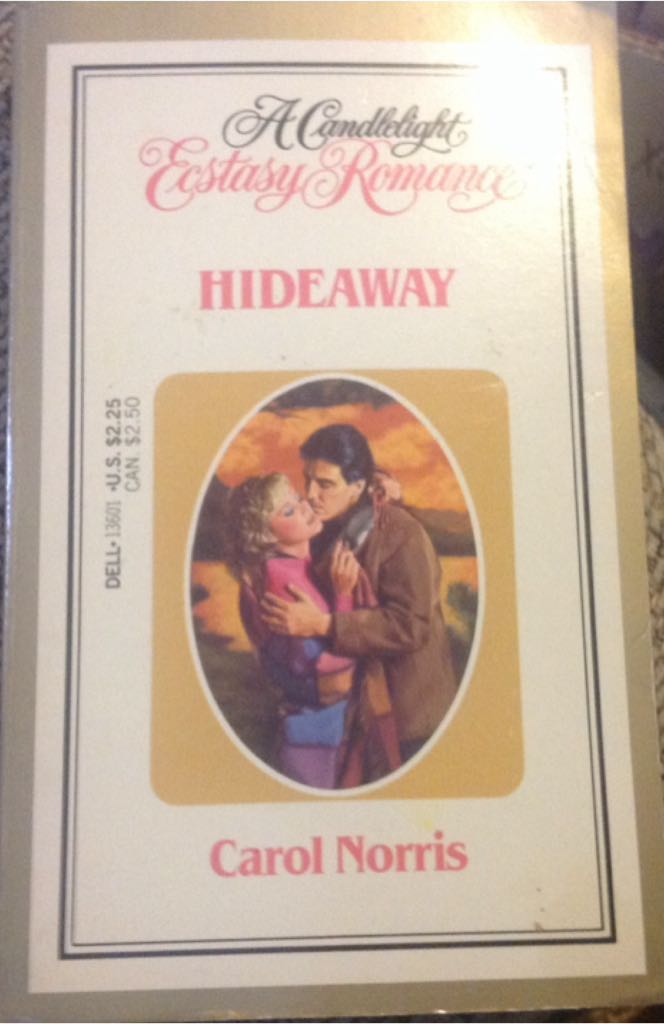 A Candlelight
Ecstasy Romance
HIDEAWAY
DELL • 13601 • U.S. $2.25
CAN. $2.50
Carol Norris